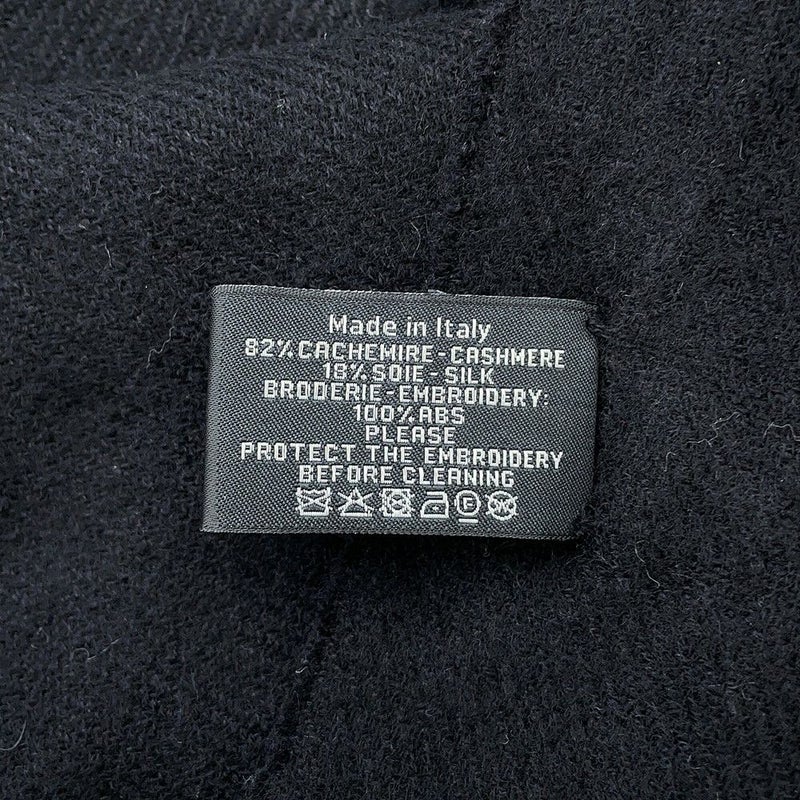 Made in Italy
82% CACHEMIRE-CASHMERE
18% SOIE-SILK
BRODERIE-EMBROIDERY:
100% ABS
PLEASE
PROTECT THE EMBROIDERY
BEFORE CLEANING
F W